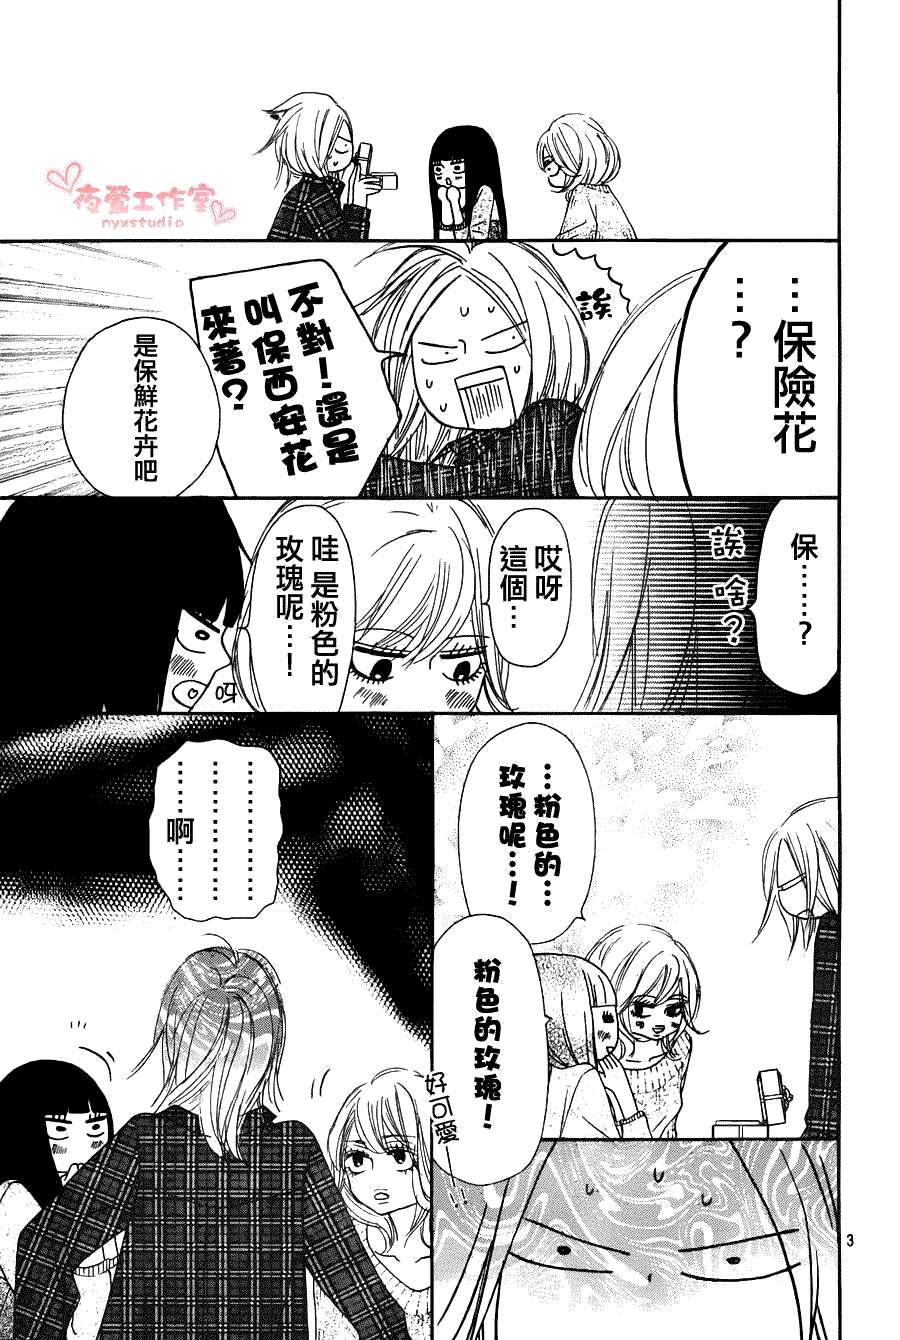 夜螢工作室
nyxstudio
…保險花
…？
誒
不對！還是
叫保西安花
來著？
是保鮮花卉吧
保……？
誒
啥？
哎呀
這個…
哇 是粉色的
玫瑰呢…！
呀
…粉色的…
玫瑰呢…！
粉色的玫瑰！
好可愛
………………
………………
……啊……
3